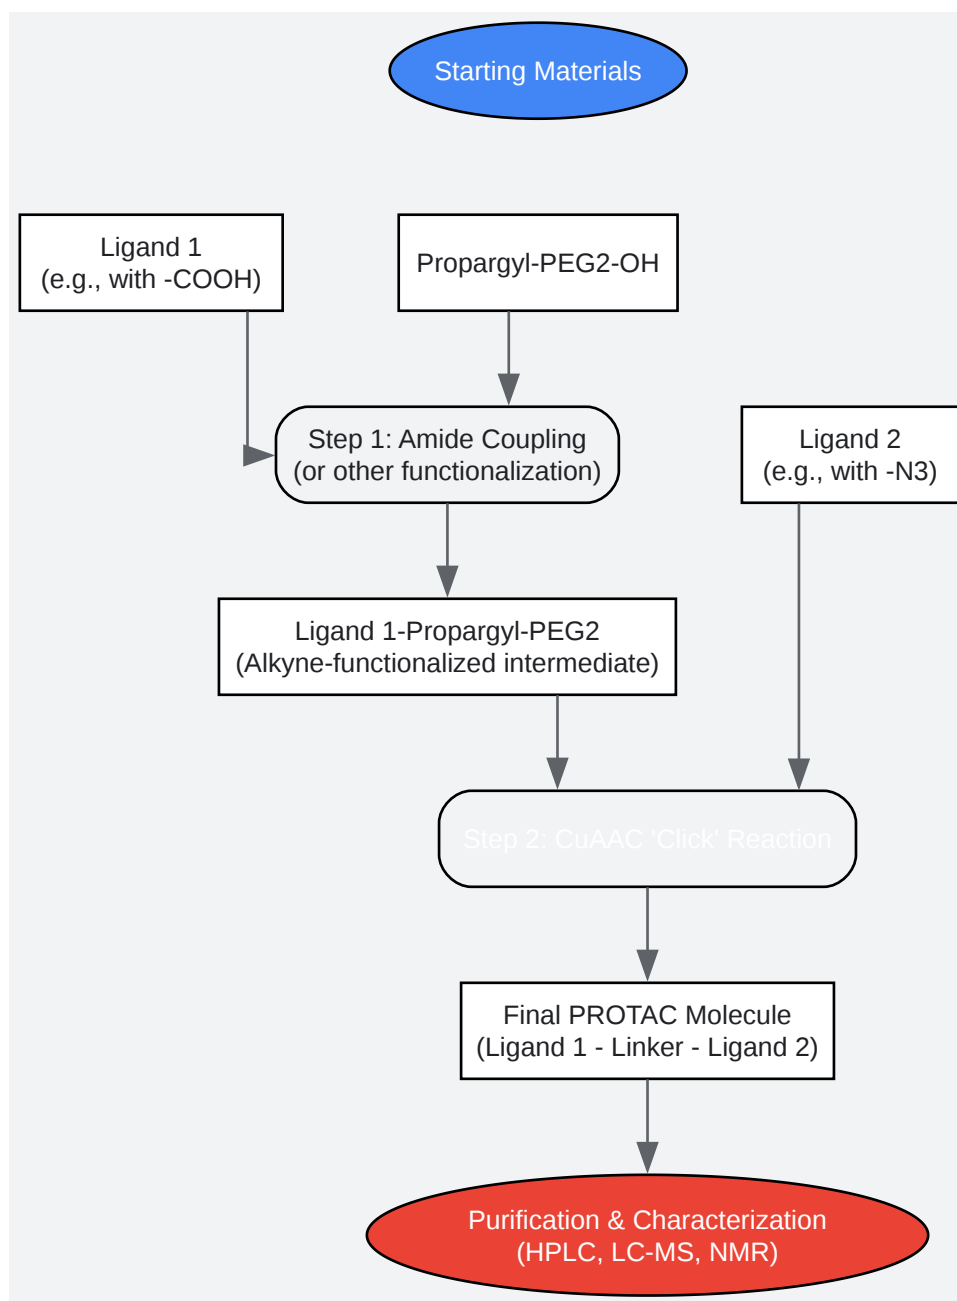 Starting Materials
Ligand 1
(e.g., with -COOH)
Propargyl-PEG2-OH
Step 1: Amide Coupling
(or other functionalization)
Ligand 2
(e.g., with -N3)
Ligand 1-Propargyl-PEG2
(Alkyne-functionalized intermediate)
Step 2: CuAAC 'Click' Reaction
Final PROTAC Molecule
(Ligand 1 - Linker - Ligand 2)
Purification & Characterization
(HPLC, LC-MS, NMR)